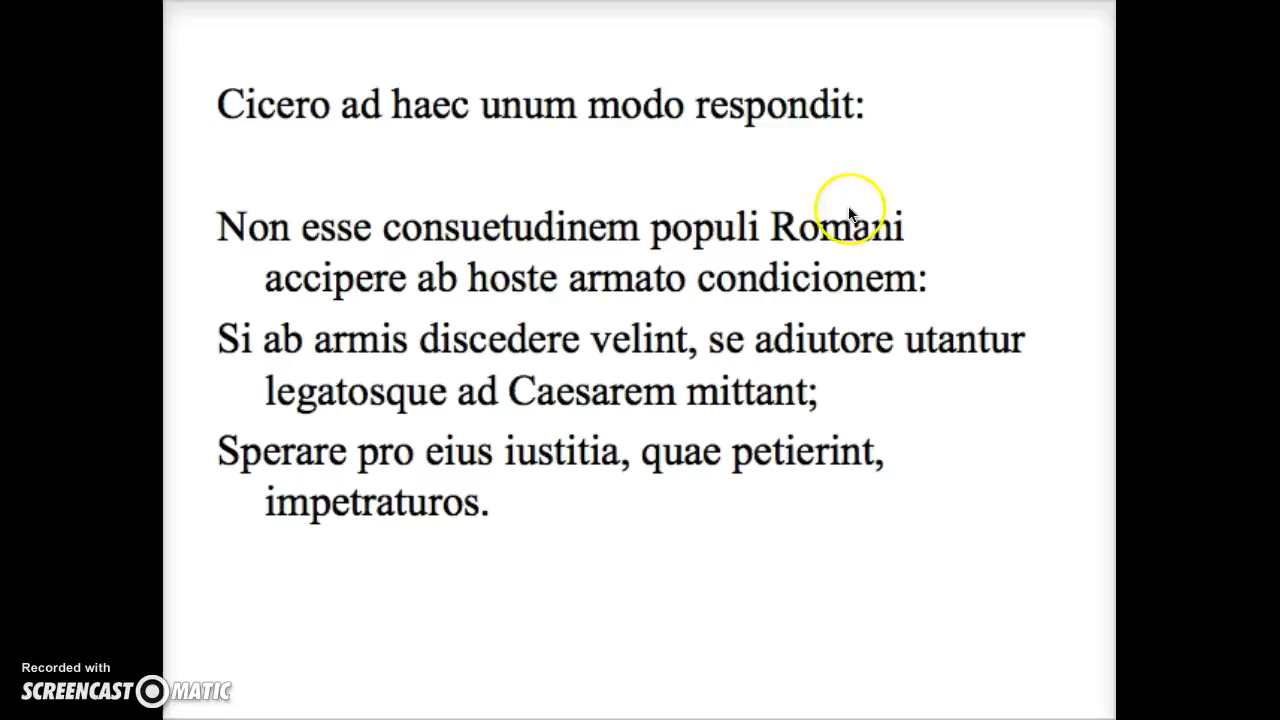 Cicero ad haec unum modo respondit:
Non esse consuetudinem populi Romani
accipere ab hoste armato condicionem:
Si ab armis discedere velint, se adiutore utantur
legatosque ad Caesarem mittant;
Sperare pro eius iustitia, quae petierint,
impetraturos.
Recorded with
SCREENCAST MATIC